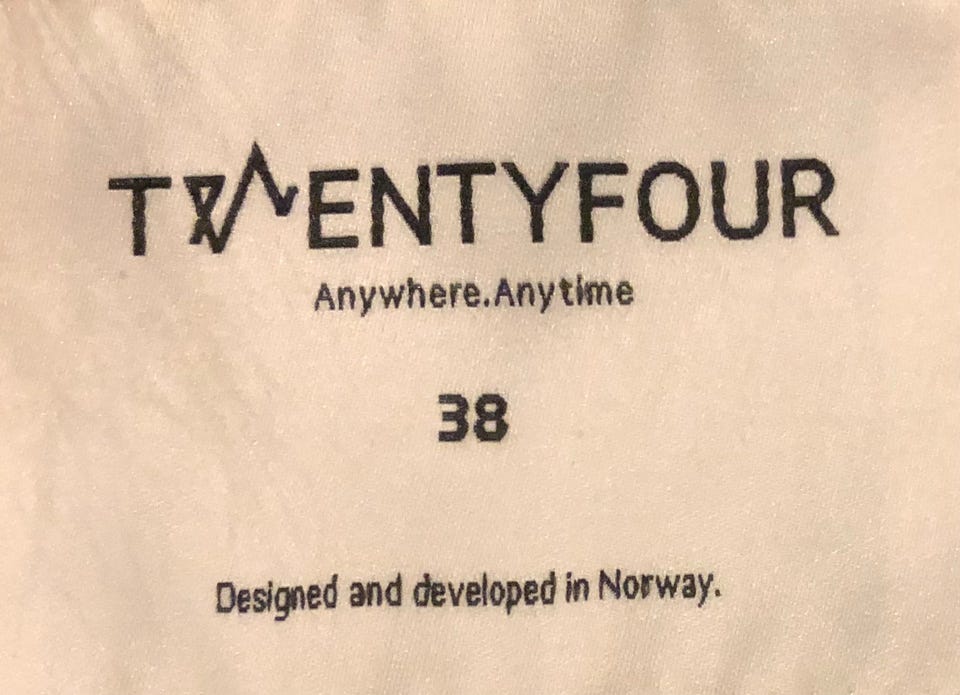 TWENTYFOUR
Anywhere.Anytime
38
Designed and developed in Norway.